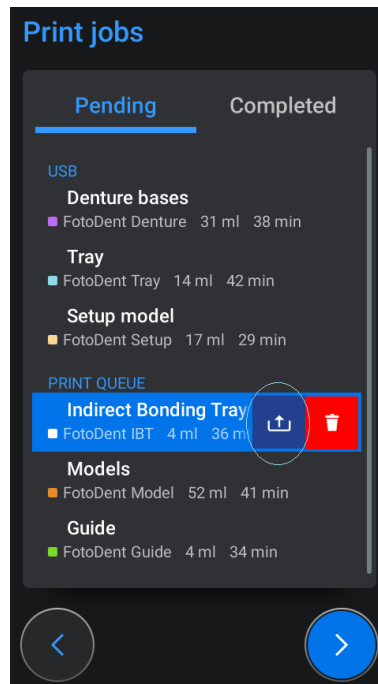 Print jobs
Pending Completed
USB
Denture bases
FotoDent Denture 31 ml 38 min
Tray
FotoDent Tray 14 ml 42 min
Setup model
FotoDent Setup 17 ml 29 min
PRINT QUEUE
Indirect Bonding Tray
FotoDent IBT 4 ml 36 m
Models
FotoDent Model 52 ml 41 min
Guide
FotoDent Guide 4 ml 34 min